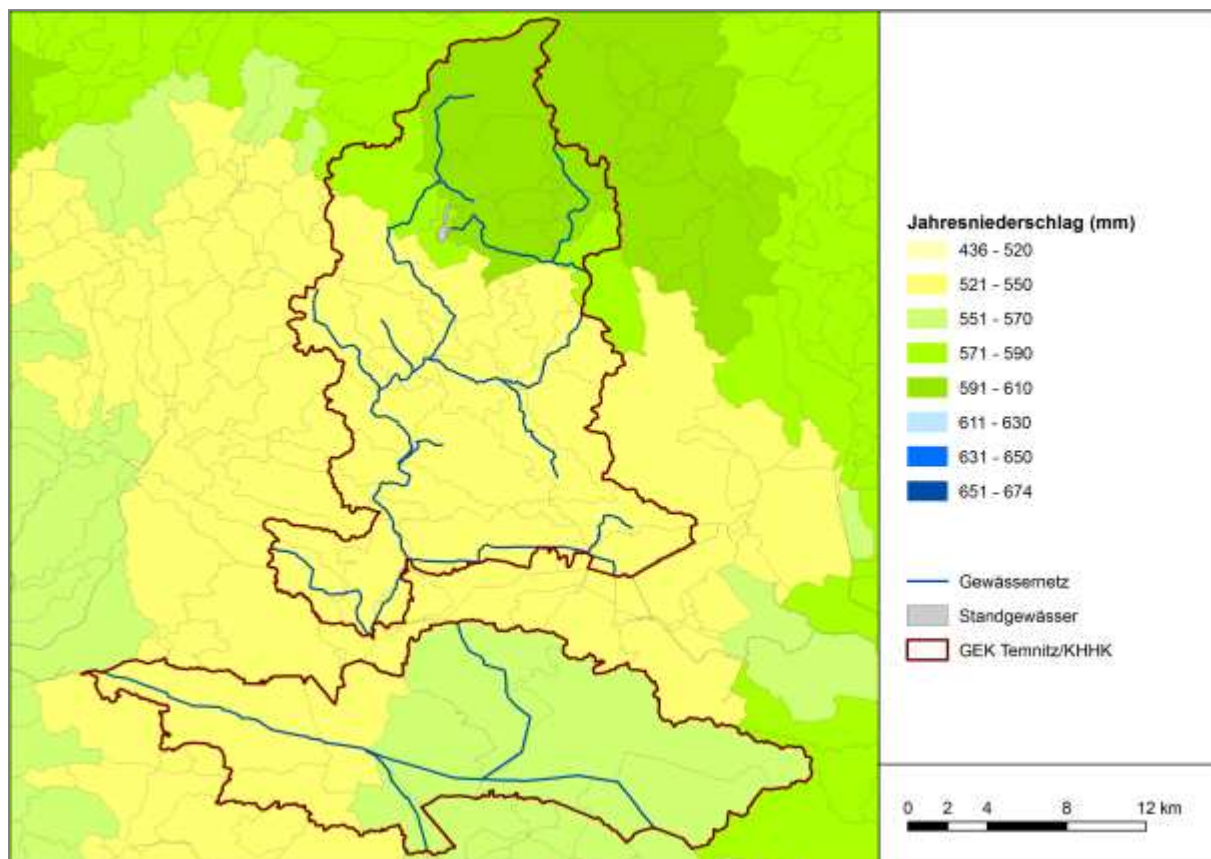 Jahresniederschlag (mm)
436 - 520
521 - 550
551 - 570
571 - 590
591 - 610
611 - 630
631 - 650
651 - 674
Gewässernetz
Standgewässer
GEK Temnitz/KHHK
0 2 4 8 12 km